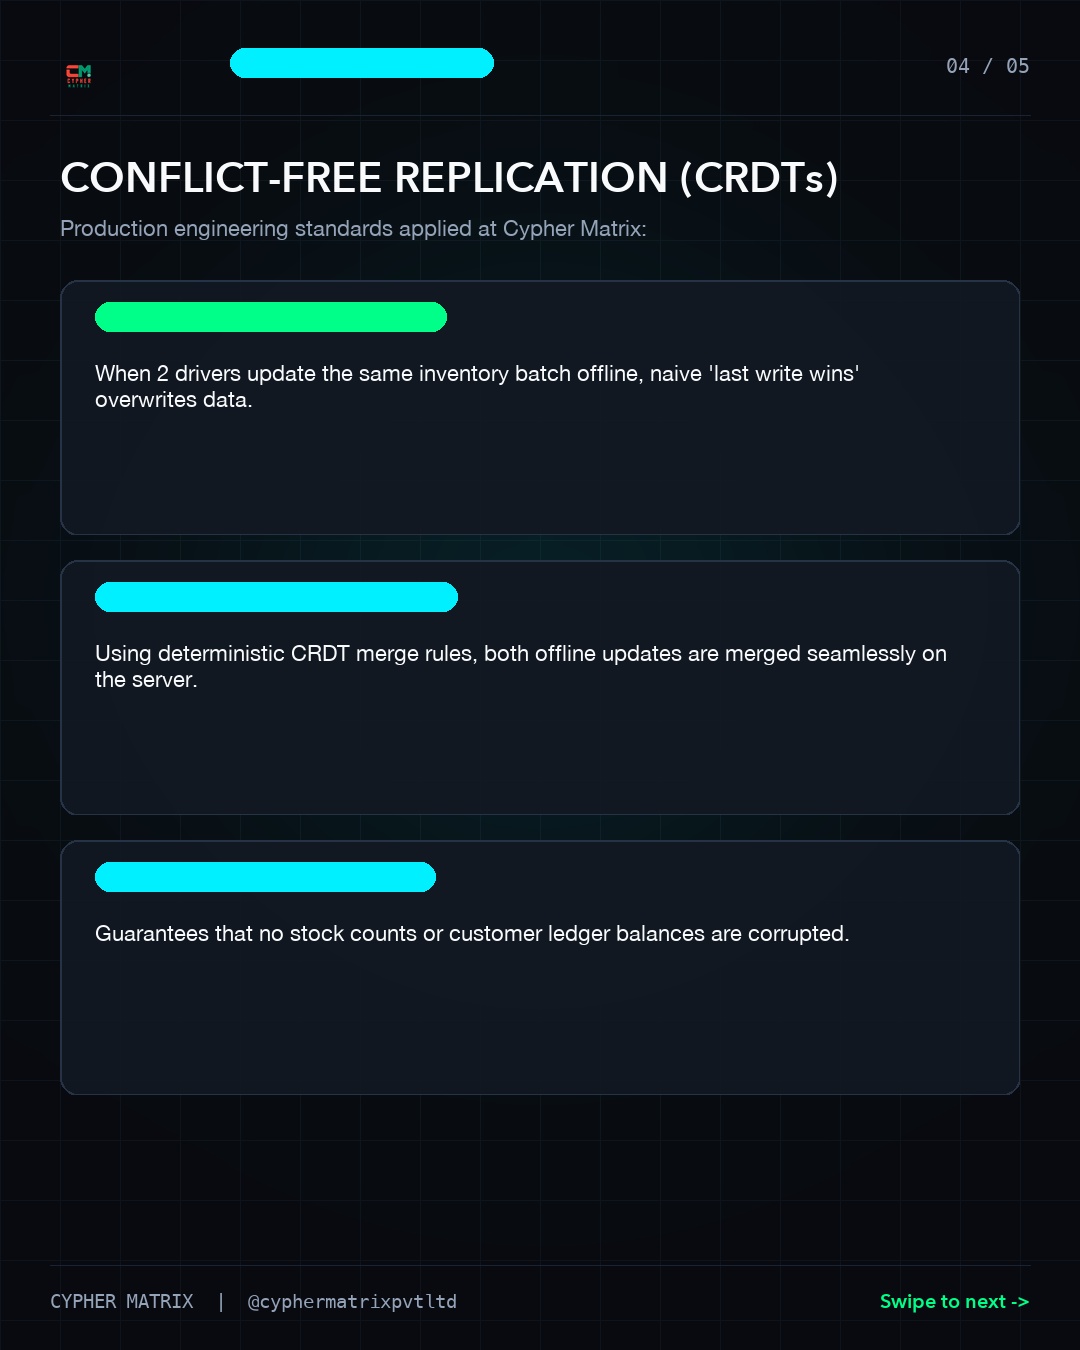 CM
CYPHER
MATRIX
04 / 05
CONFLICT-FREE REPLICATION (CRDTs)
Production engineering standards applied at Cypher Matrix:
When 2 drivers update the same inventory batch offline, naive 'last write wins'
overwrites data.
Using deterministic CRDT merge rules, both offline updates are merged seamlessly on
the server.
Guarantees that no stock counts or customer ledger balances are corrupted.
CYPHER MATRIX | @cyphermatrixpvtltd
Swipe to next ->